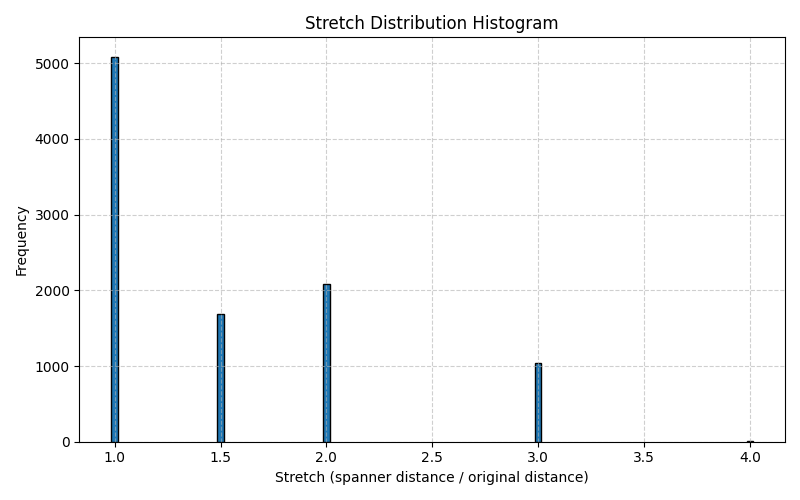 Stretch Distribution Histogram
Frequency
5000
4000
3000
2000
1000
0
1.0 1.5 2.0 2.5 3.0 3.5 4.0
Stretch (spanner distance / original distance)